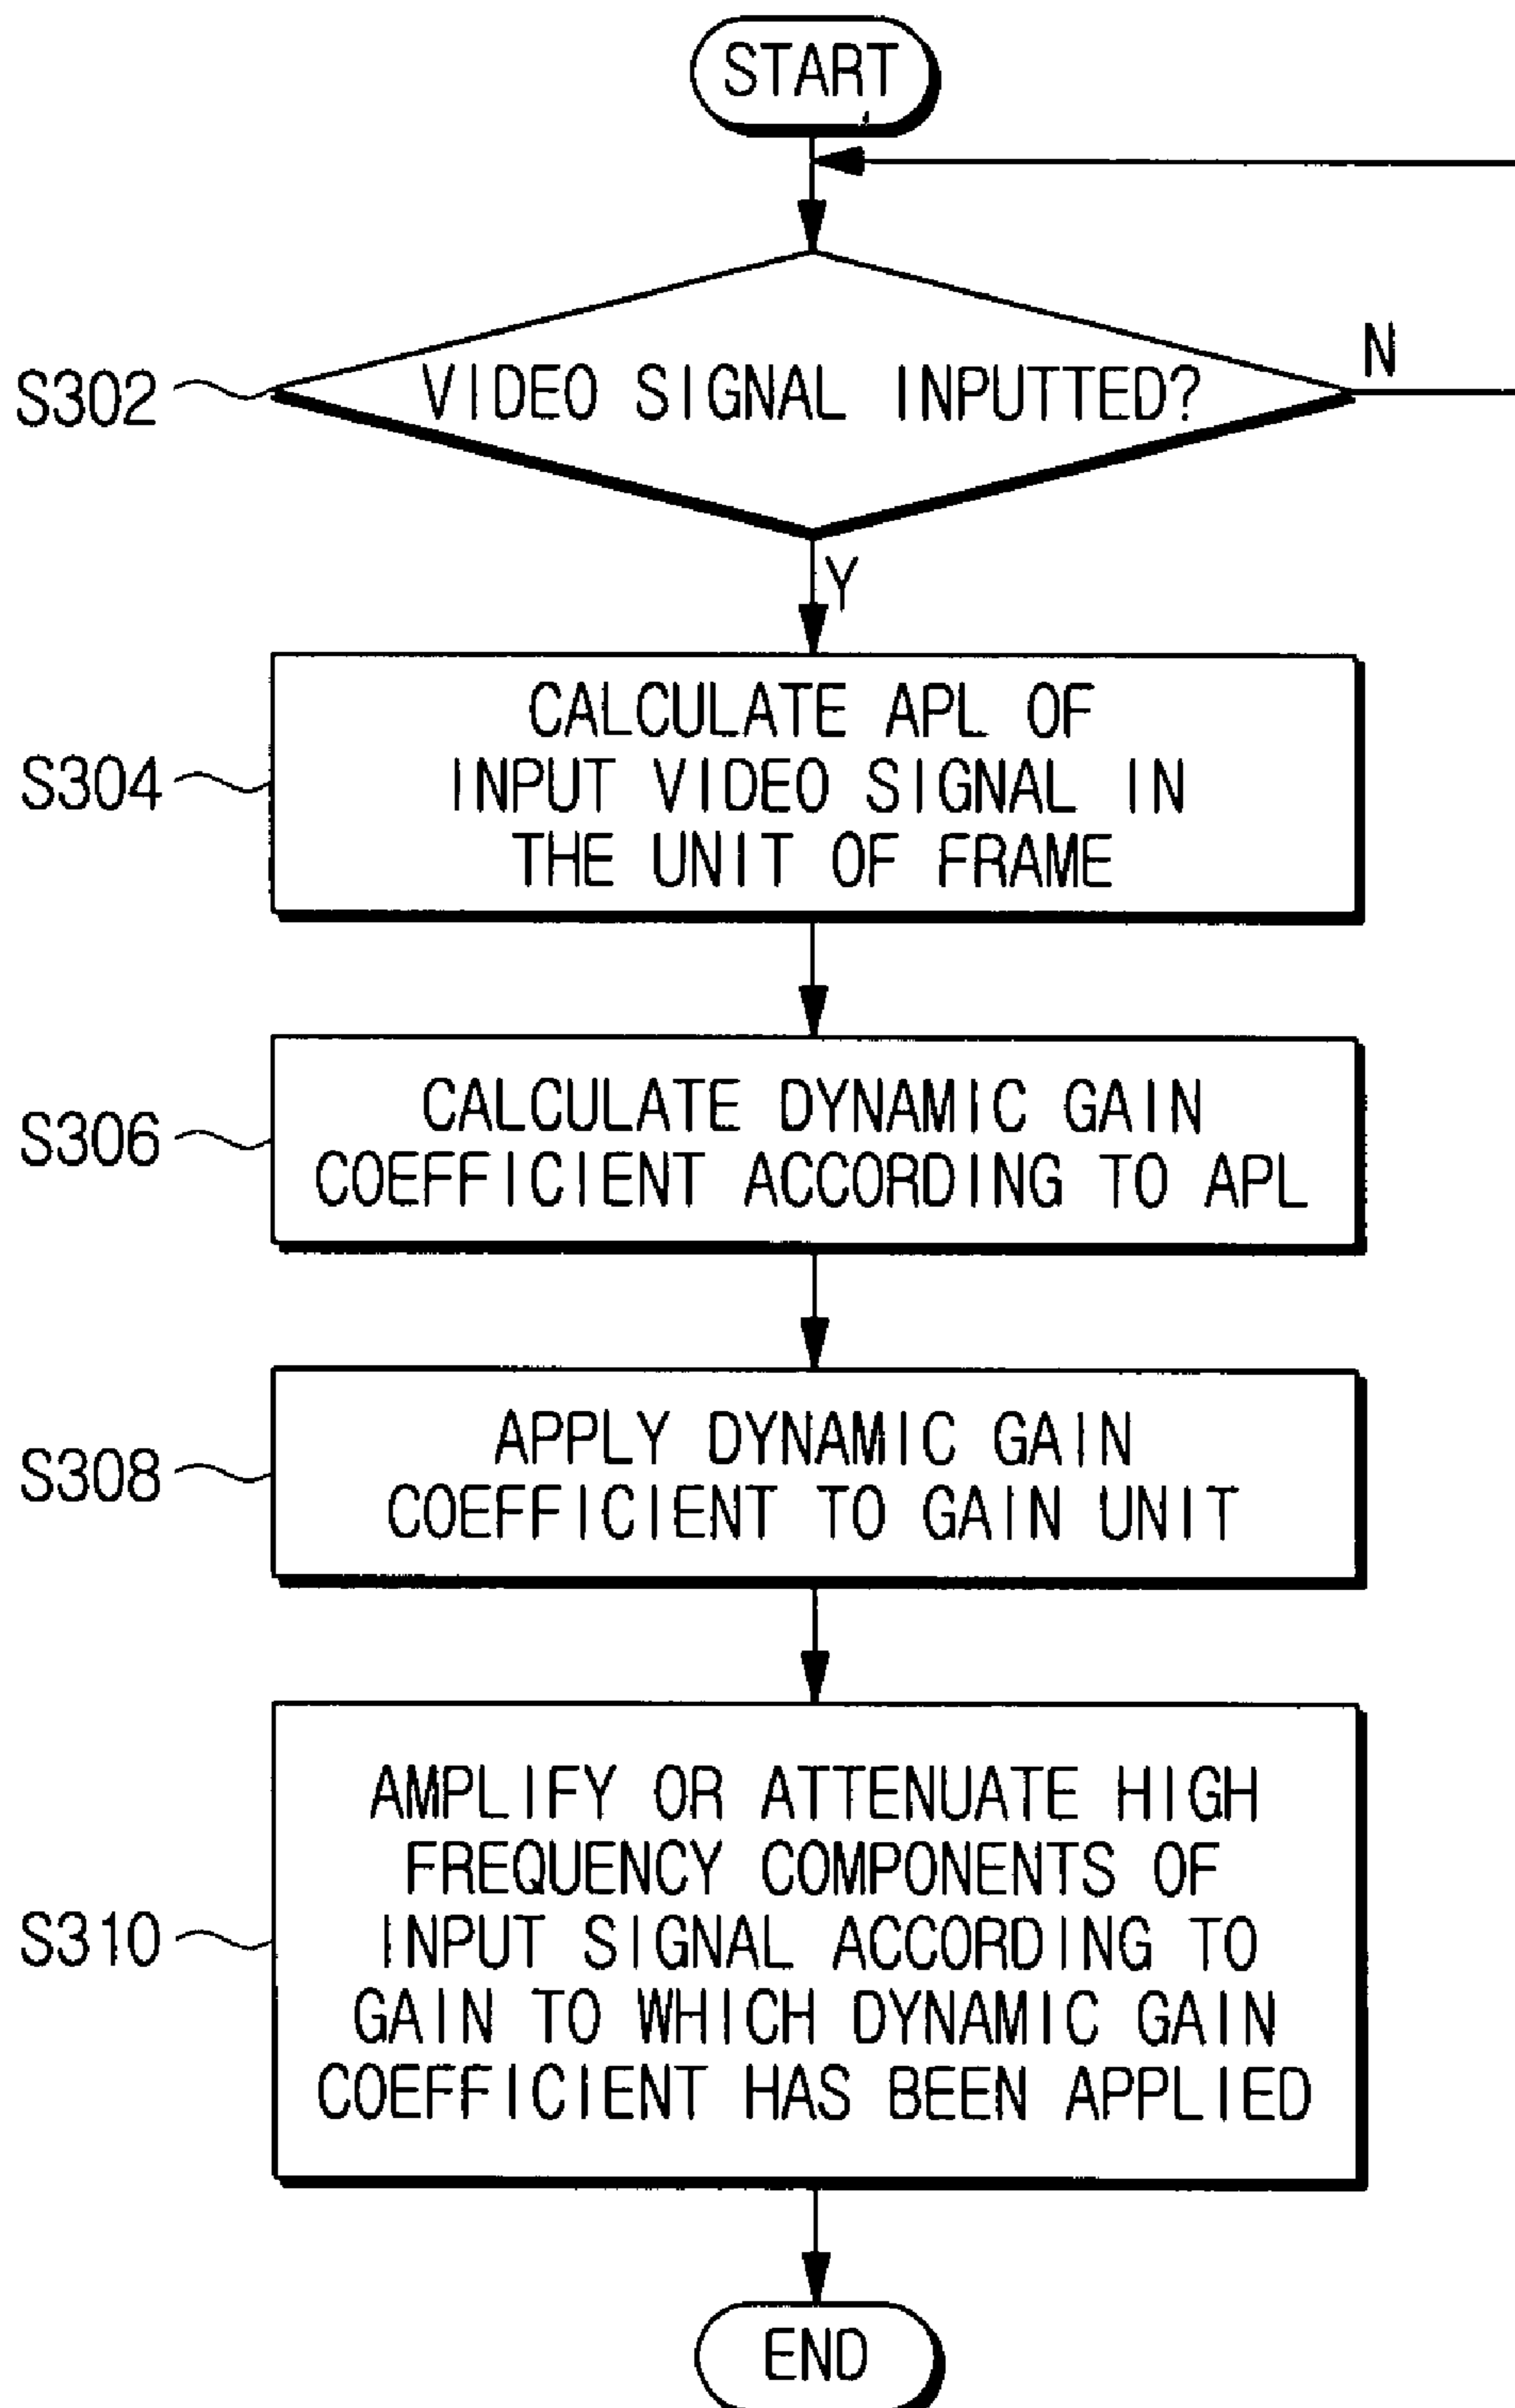 START
VIDEO SIGNAL INPUTTED?
N
S302
Y
CALCULATE APL OF
INPUT VIDEO SIGNAL IN
THE UNIT OF FRAME
S304
CALCULATE DYNAMIC GAIN
COEFFICIENT ACCORDING TO APL
S306
APPLY DYNAMIC GAIN
COEFFICIENT TO GAIN UNIT
S308
AMPLIFY OR ATTENUATE HIGH
FREQUENCY COMPONENTS OF
INPUT SIGNAL ACCORDING TO
GAIN TO WHICH DYNAMIC GAIN
COEFFICIENT HAS BEEN APPLIED
S310
END